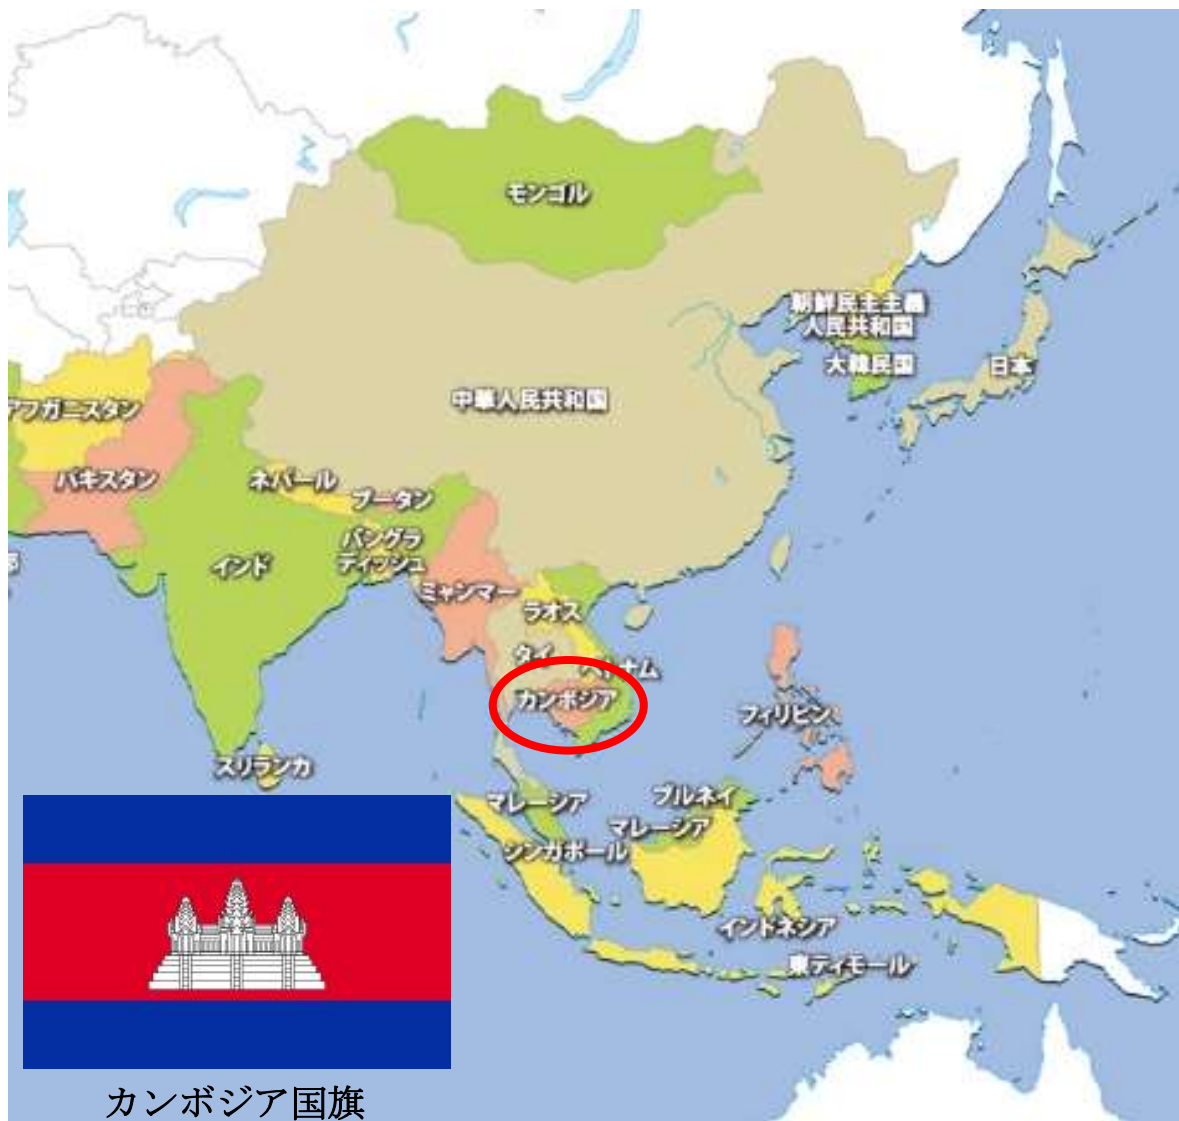 モンゴル
朝鮮民主主義
人民共和国
大韓民国
日本
中華人民共和国
アフガニスタン
パキスタン
ネパール
ブータン
バングラ
ディッシュ
インド
ミャンマー
ラオス
タイ
ベトナム
カンボジア
フィリピン
スリランカ
マレーシア
ブルネイ
マレーシア
シンガポール
インドネシア
東ティモール
カンボジア国旗